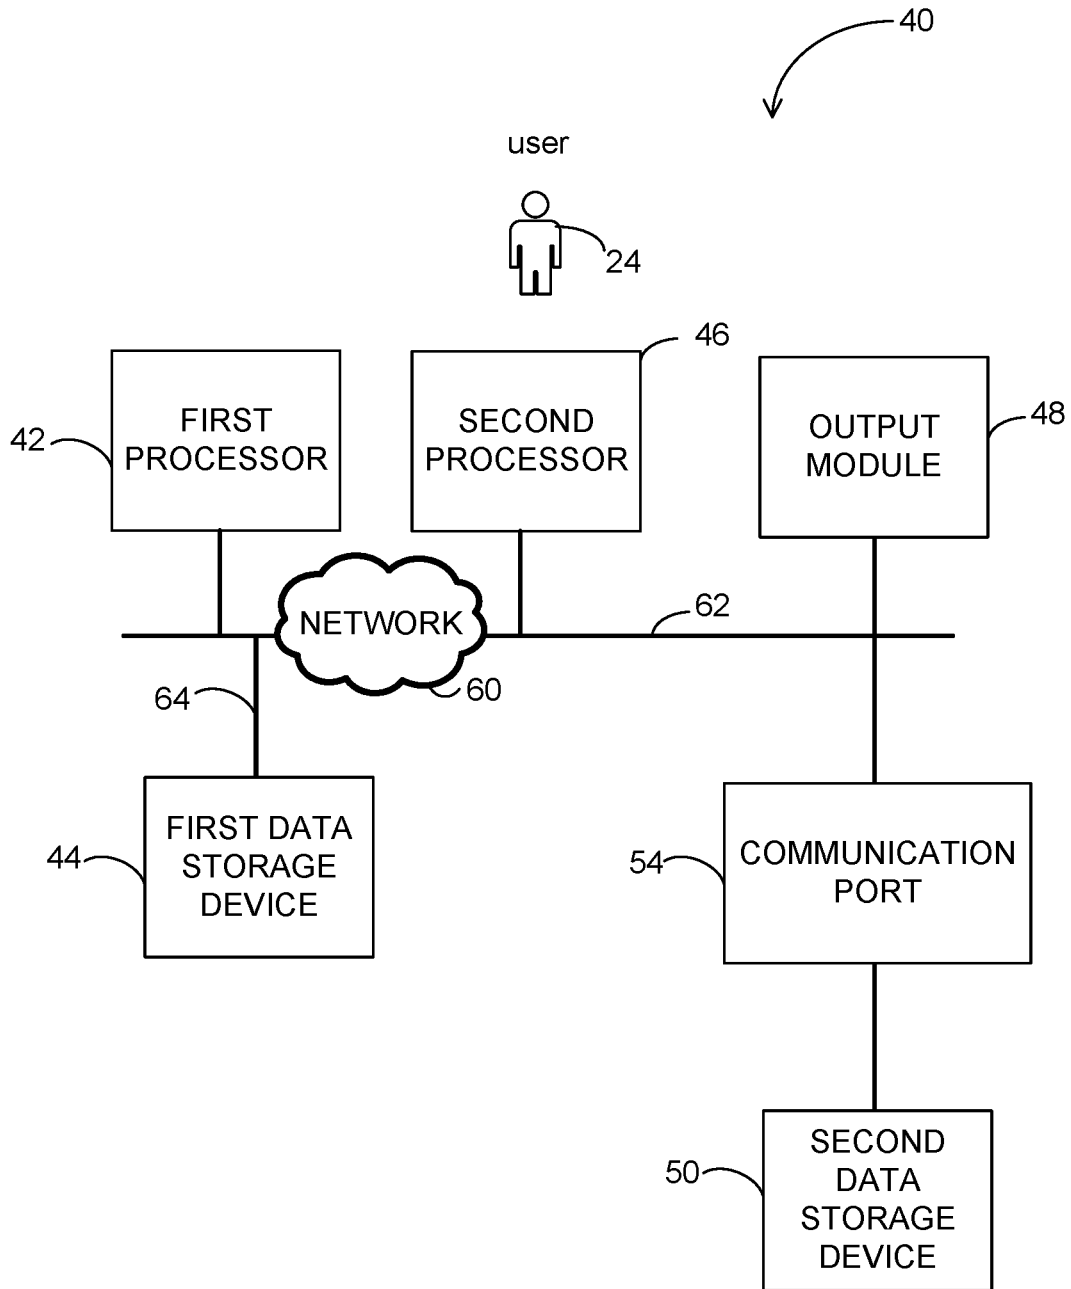 40
user
24
46
FIRST
PROCESSOR
SECOND
PROCESSOR
OUTPUT
MODULE
42
48
NETWORK
62
60
64
FIRST DATA
STORAGE
DEVICE
44
COMMUNICATION
PORT
54
SECOND
DATA
STORAGE
DEVICE
50